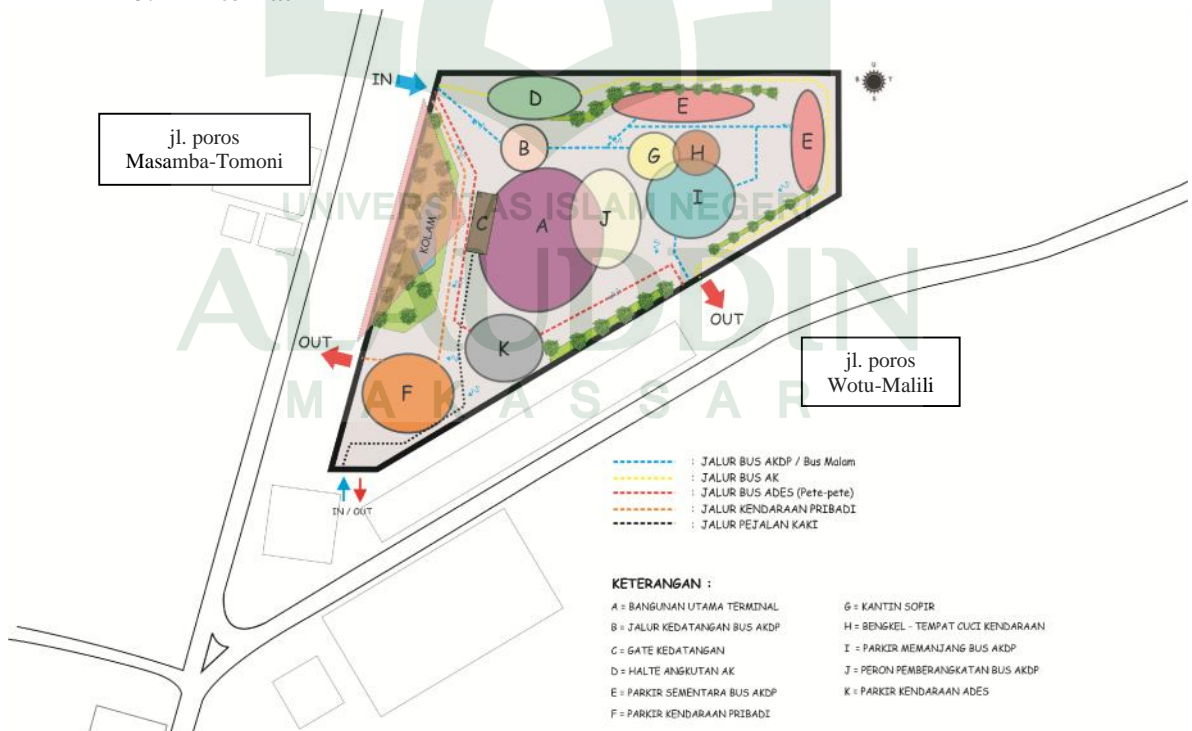 IN
jl. poros
Masamba-Tomoni
U
B
T
S
D
E
E
B
G
H
I
UNIVERSITAS ISLAM NEGERI
C
A
J
KOLAM
ALAUDDIN
OUT
OUT
K
jl. poros
Wotu-Malili
F
MAKASSAR
IN / OUT
: JALUR BUS AKDP / Bus Malam
: JALUR BUS AK
: JALUR BUS ADES (Pete-pete)
: JALUR KENDARAAN PRIBADI
: JALUR PEJALAN KAKI
KETERANGAN :
A = BANGUNAN UTAMA TERMINAL
B = JALUR KEDATANGAN BUS AKDP
C = GATE KEDATANGAN
D = HALTE ANGKUTAN AK
E = PARKIR SEMENTARA BUS AKDP
F = PARKIR KENDARAAN PRIBADI
G = KANTIN SOPIR
H = BENGKEL - TEMPAT CUCI KENDARAAN
I = PARKIR MEMANJANG BUS AKDP
J = PERON PEMBERANGKATAN BUS AKDP
K = PARKIR KENDARAAN ADES